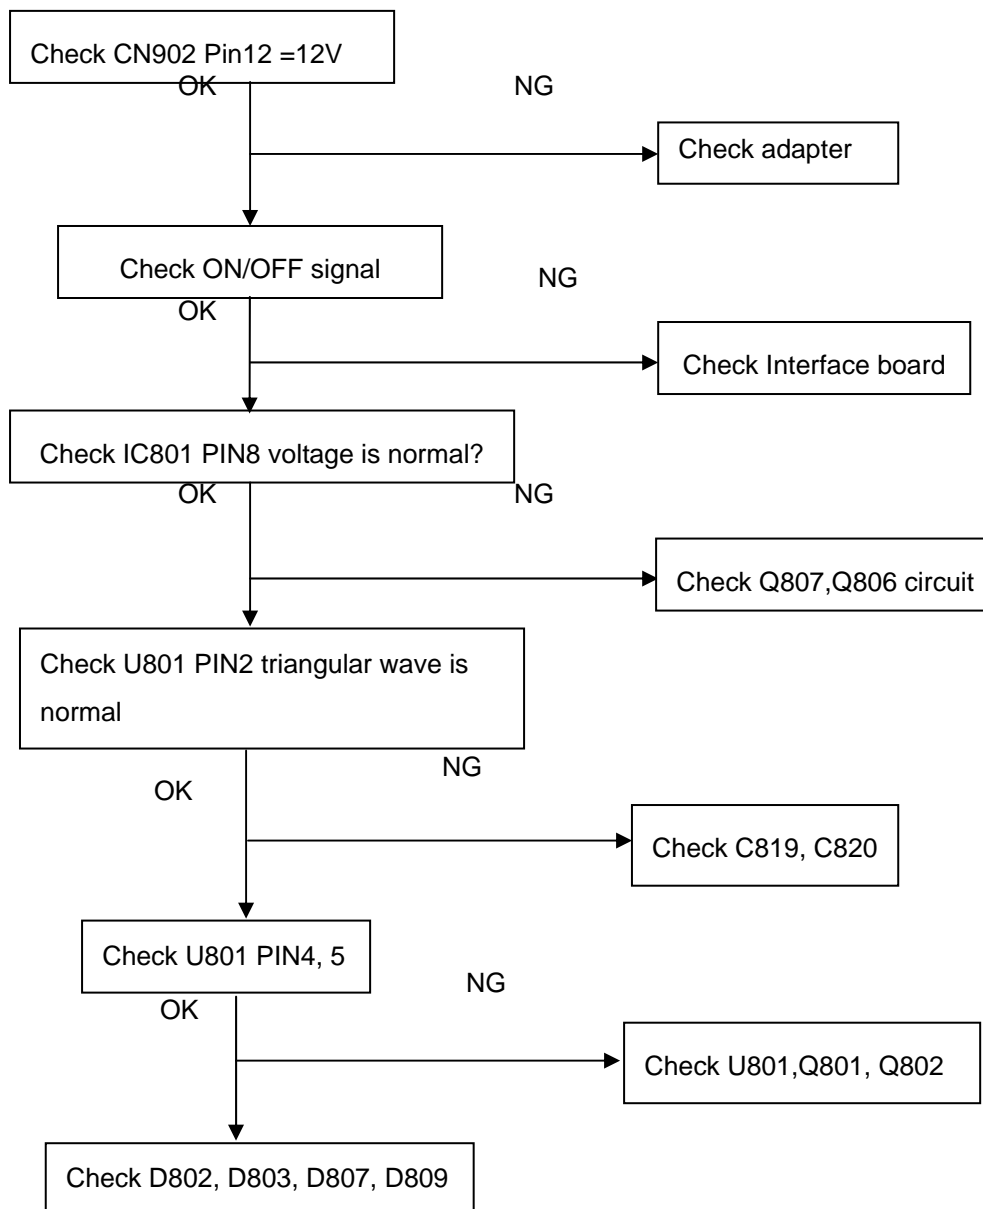 Check CN902 Pin12 =12V
OK
NG
Check adapter
Check ON/OFF signal
NG
OK
Check Interface board
Check IC801 PIN8 voltage is normal?
OK
NG
Check Q807,Q806 circuit
Check U801 PIN2 triangular wave is
normal
NG
OK
Check C819, C820
Check U801 PIN4, 5
NG
OK
Check U801,Q801, Q802
Check D802, D803, D807, D809